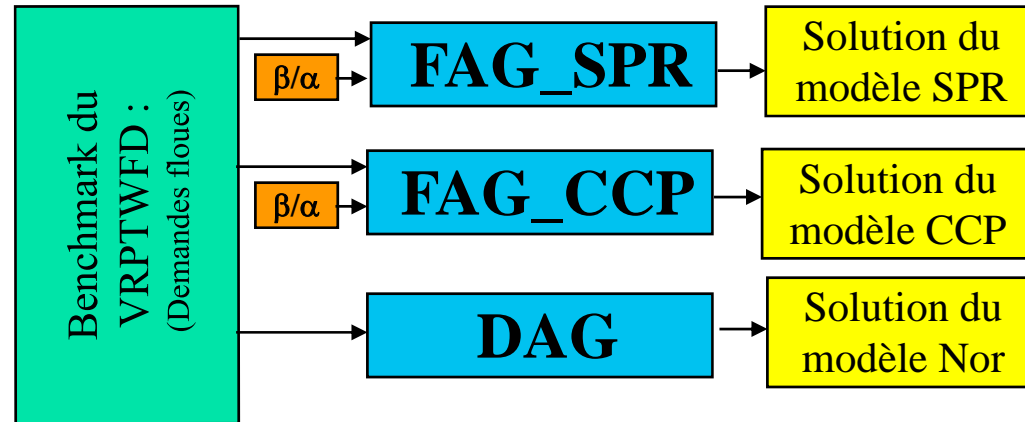 Benchmark du
VRPTWFD :
(Demandes floues)
β/α
FAG_SPR
Solution du
modèle SPR
β/α
FAG_CCP
Solution du
modèle CCP
DAG
Solution du
modèle Nor